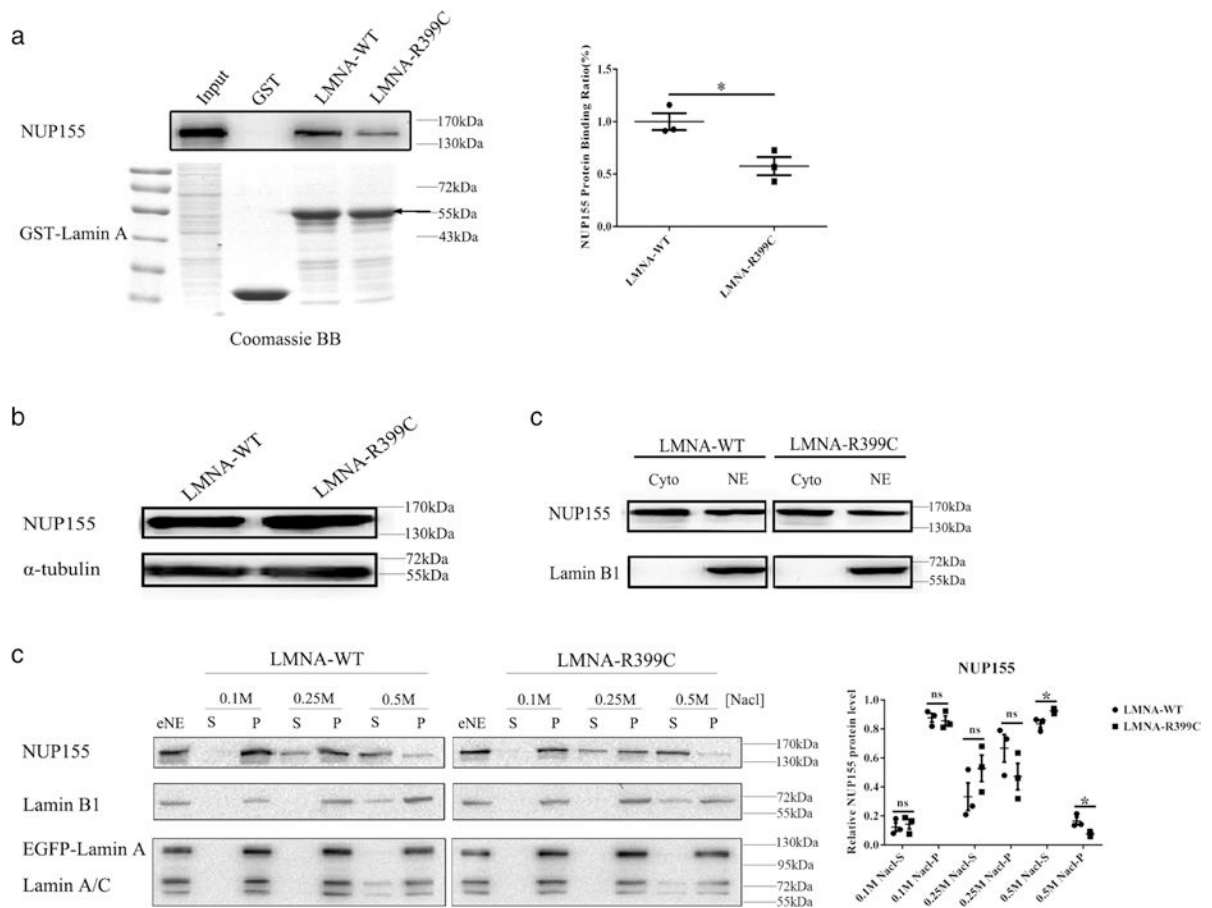 a
Input GST LMNA-WT LMNA-R399C
NUP155
170kDa
130kDa
72kDa
55kDa
43kDa
GST-Lamin A
Coomassie BB
NUP155 Protein Binding Ratio(%)
1.5
1.0
0.5
0.0
*
LMNA-WT LMNA-R399C
b
LMNA-WT LMNA-R399C
NUP155
170kDa
130kDa
α-tubulin
72kDa
55kDa
c
LMNA-WT LMNA-R399C
Cyto NE Cyto NE
NUP155
170kDa
130kDa
Lamin B1
72kDa
55kDa
c
LMNA-WT LMNA-R399C
0.1M 0.25M 0.5M 0.1M 0.25M 0.5M [Nacl]
eNE S P S P S P eNE S P S P S P
NUP155
170kDa
130kDa
Lamin B1
72kDa
55kDa
EGFP-Lamin A
130kDa
95kDa
Lamin A/C
72kDa
55kDa
NUP155
Relative NUP155 protein level
1.0
0.8
0.6
0.4
0.2
0.0
ns ns ns ns * *
LMNA-WT
LMNA-R399C
0.1M Nacl-S 0.1M Nacl-P 0.25M Nacl-S 0.25M Nacl-P 0.5M Nacl-S 0.5M Nacl-P